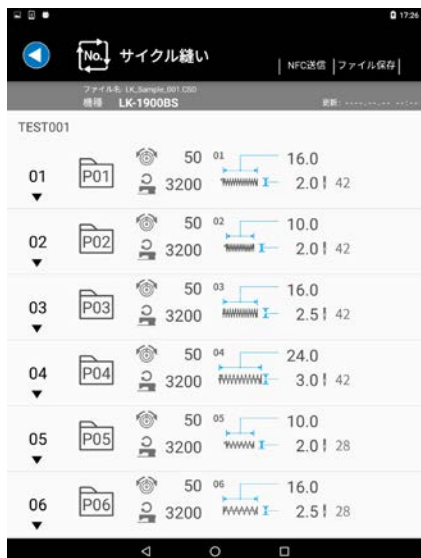 17:26
No. サイクル縫い
NFC送信 ファイル保存
ファイル名: LK_Sample_001.CSD
機種 LK-1900BS 更新: ----.--.-- --:--
TEST001
01 P01 50 3200 01 16.0 2.0 42
02 P02 50 3200 02 10.0 2.0 42
03 P03 50 3200 03 16.0 2.5 42
04 P04 50 3200 04 24.0 3.0 42
05 P05 50 3200 05 10.0 2.0 28
06 P06 50 3200 06 16.0 2.5 28